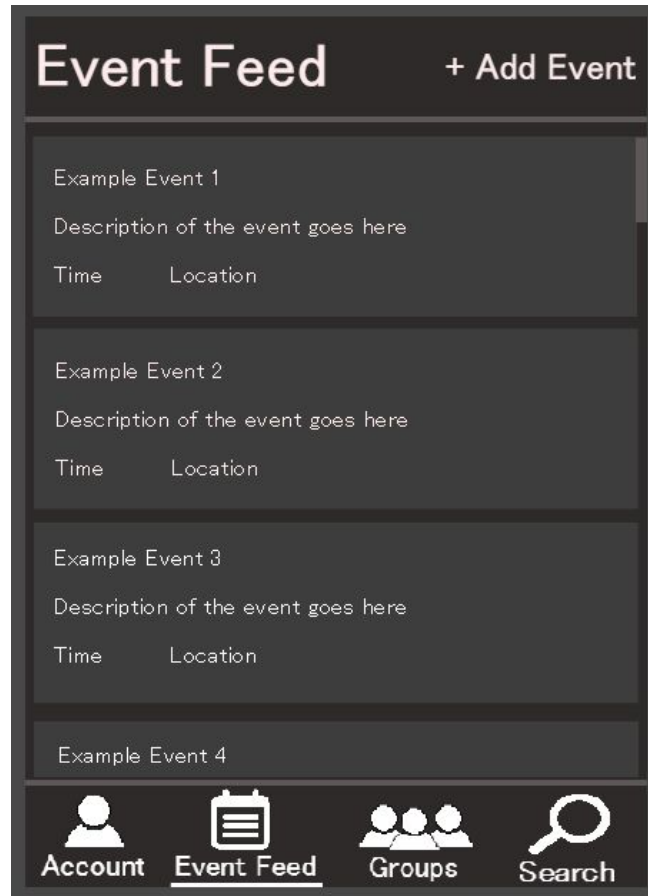 Event Feed + Add Event
Example Event 1
Description of the event goes here
Time Location
Example Event 2
Description of the event goes here
Time Location
Example Event 3
Description of the event goes here
Time Location
Example Event 4
Account Event Feed Groups Search